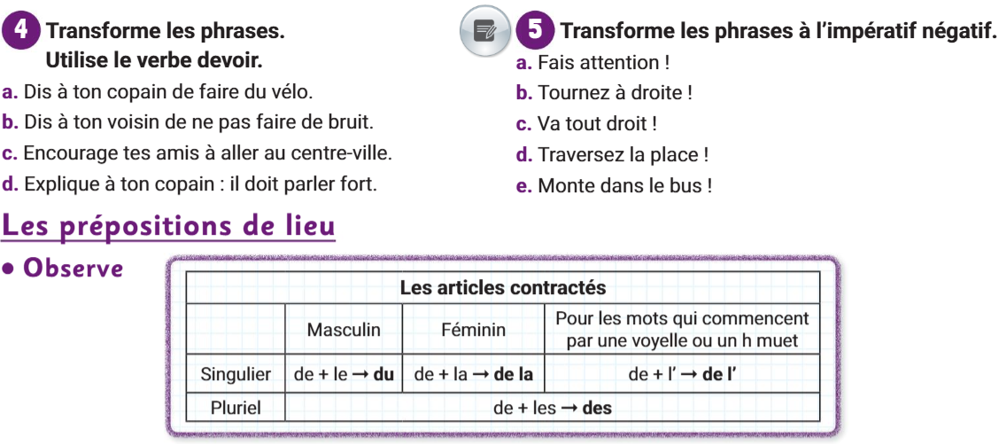 4 Transforme les phrases.
Utilise le verbe devoir.
a. Dis à ton copain de faire du vélo.
b. Dis à ton voisin de ne pas faire de bruit.
c. Encourage tes amis à aller au centre-ville.
d. Explique à ton copain : il doit parler fort.
5 Transforme les phrases à l’impératif négatif.
a. Fais attention !
b. Tournez à droite !
c. Va tout droit !
d. Traversez la place !
e. Monte dans le bus !
Les prépositions de lieu
• Observe
Les articles contractés
Masculin Féminin Pour les mots qui commencent
par une voyelle ou un h muet
Singulier de + le → du de + la → de la de + l’ → de l’
Pluriel de + les → des